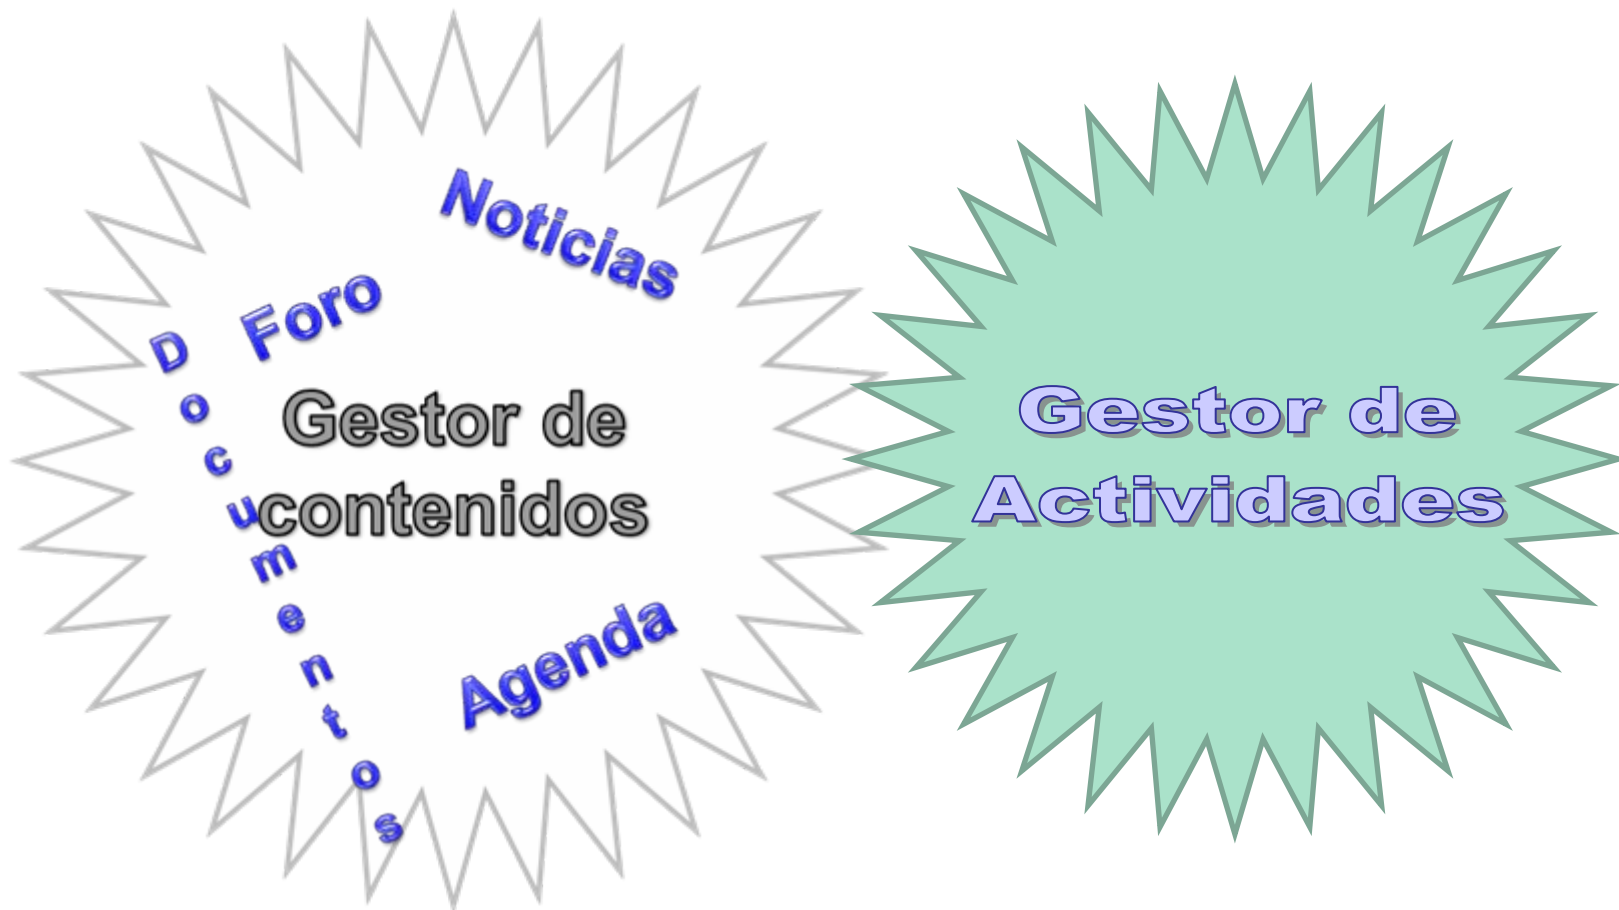 Noticias
Foro
Documentos
Gestor de
contenidos
Agenda
Gestor de
Actividades